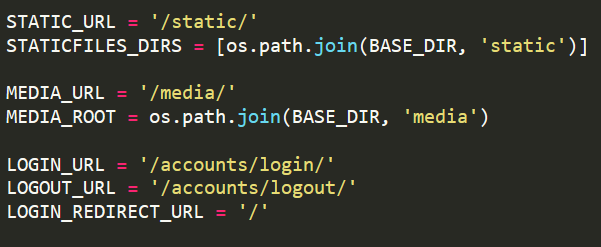 STATIC_URL = '/static/'
STATICFILES_DIRS = [os.path.join(BASE_DIR, 'static')]
MEDIA_URL = '/media/'
MEDIA_ROOT = os.path.join(BASE_DIR, 'media')
LOGIN_URL = '/accounts/login/'
LOGOUT_URL = '/accounts/logout/'
LOGIN_REDIRECT_URL = '/'